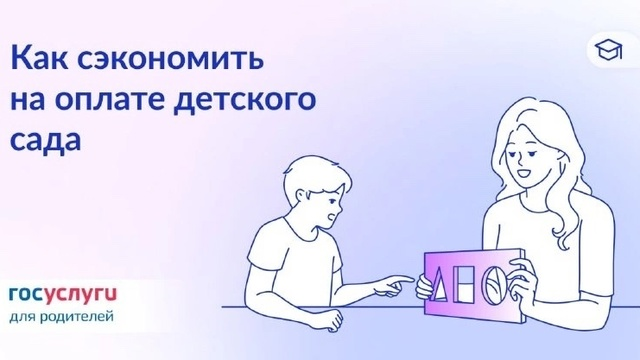 Как сэкономить
на оплате детского
сада
госуслуги
для родителей